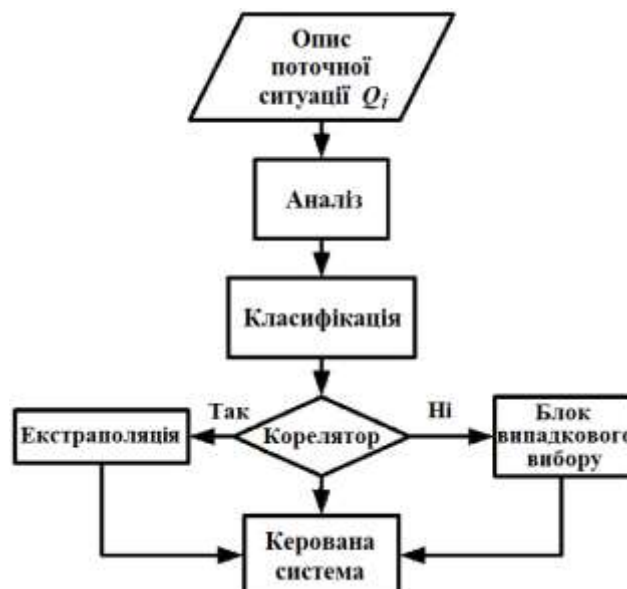 Опис
поточної
ситуації Qi
Аналіз
Класифікація
Так
Ні
Екстраполяція
Корелятор
Блок
випадкового
вибору
Керована
система